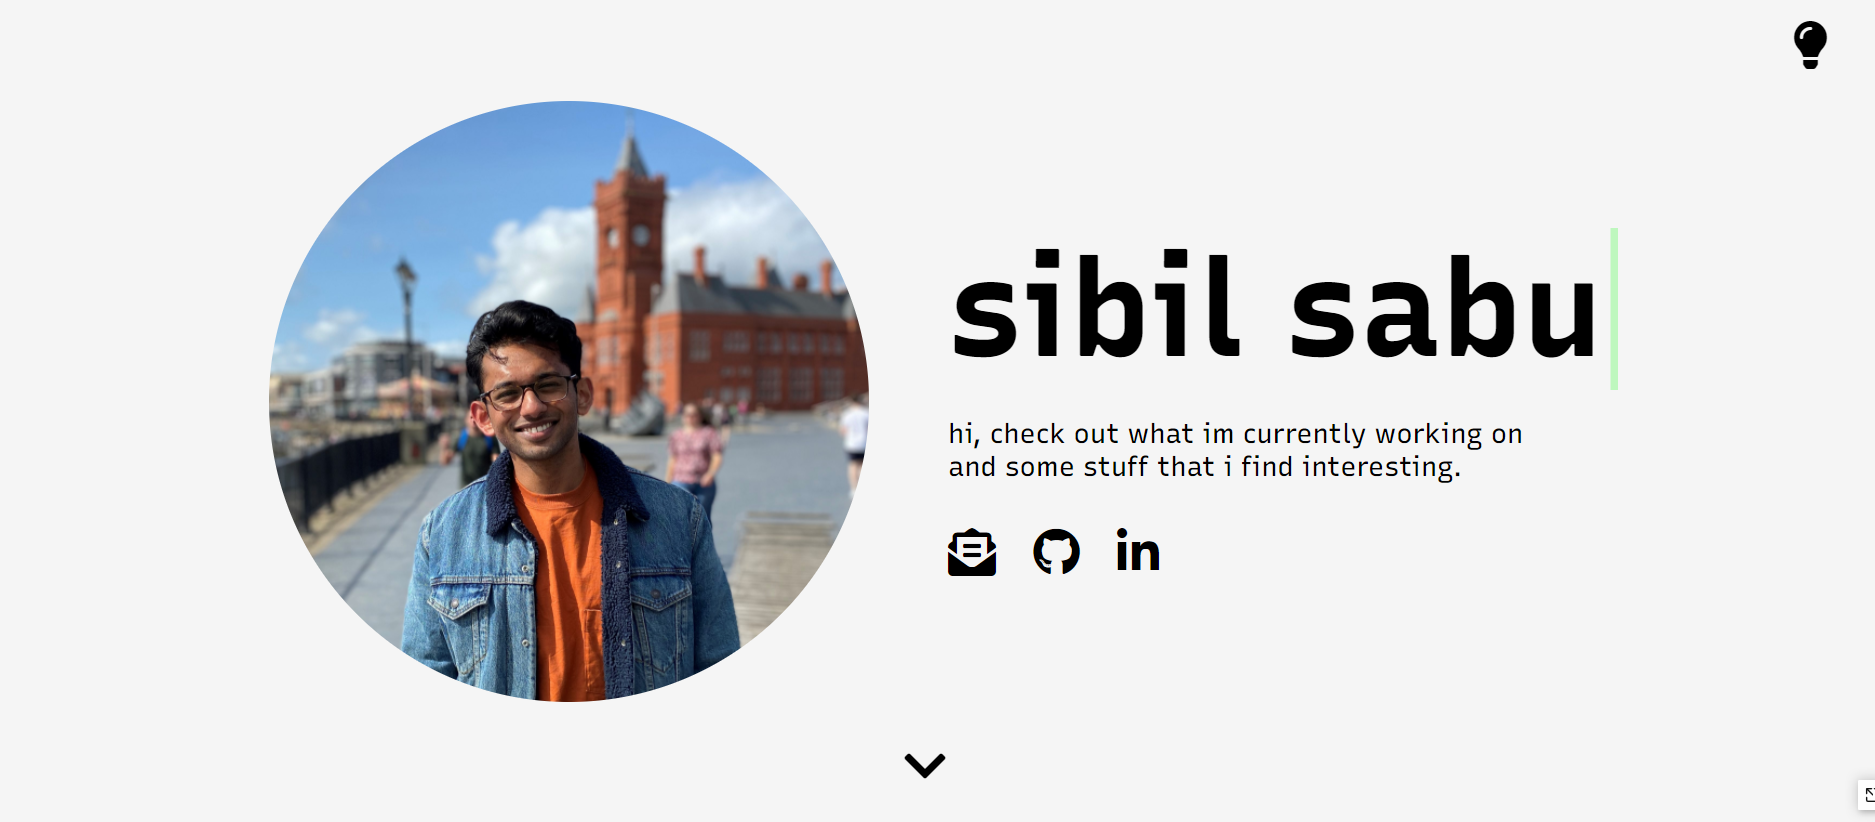 sibil sabu
hi, check out what im currently working on
and some stuff that i find interesting.
in